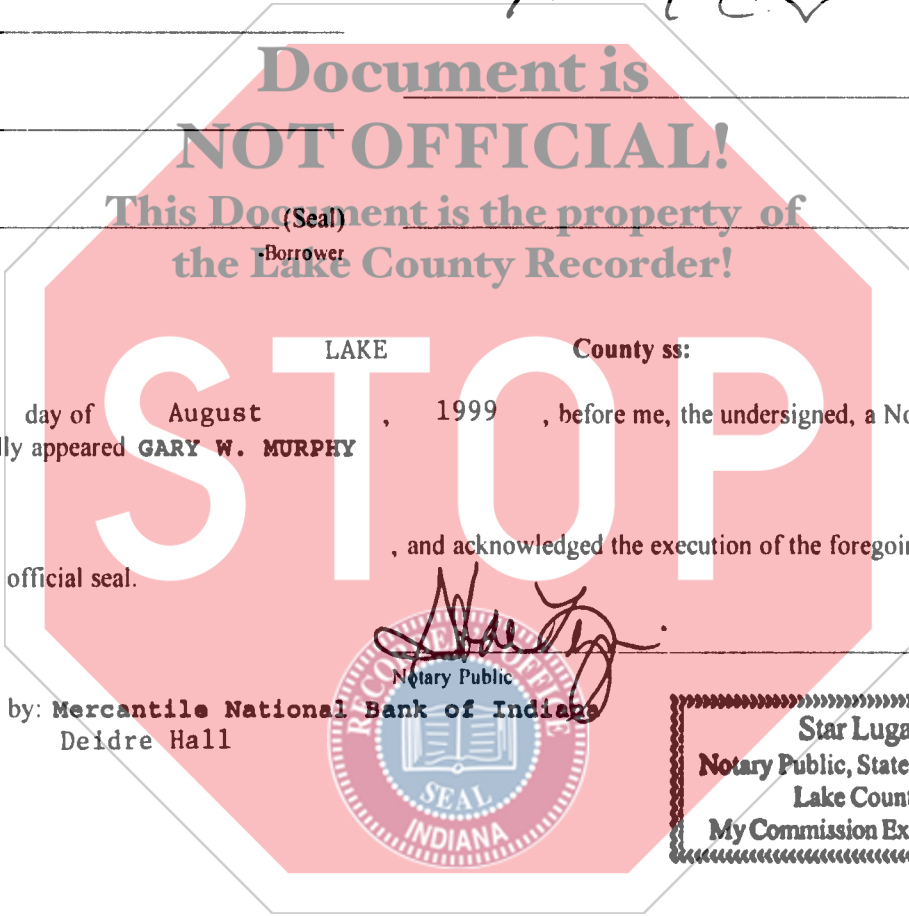 Document is
NOT OFFICIAL!
This Document is the property of
the Lake County Recorder!
(Seal)
-Borrower
STOP
LAKE County ss:
day of August , 1999 , before me, the undersigned, a No
lly appeared GARY W. MURPHY
, and acknowledged the execution of the foregoin
official seal.
Notary Public
by: Mercantile National Bank of Indiana
Deidre Hall
RECORDER'S OFFICE
SEAL
INDIANA
Star Luga
Notary Public, State
Lake Count
My Commission Ex